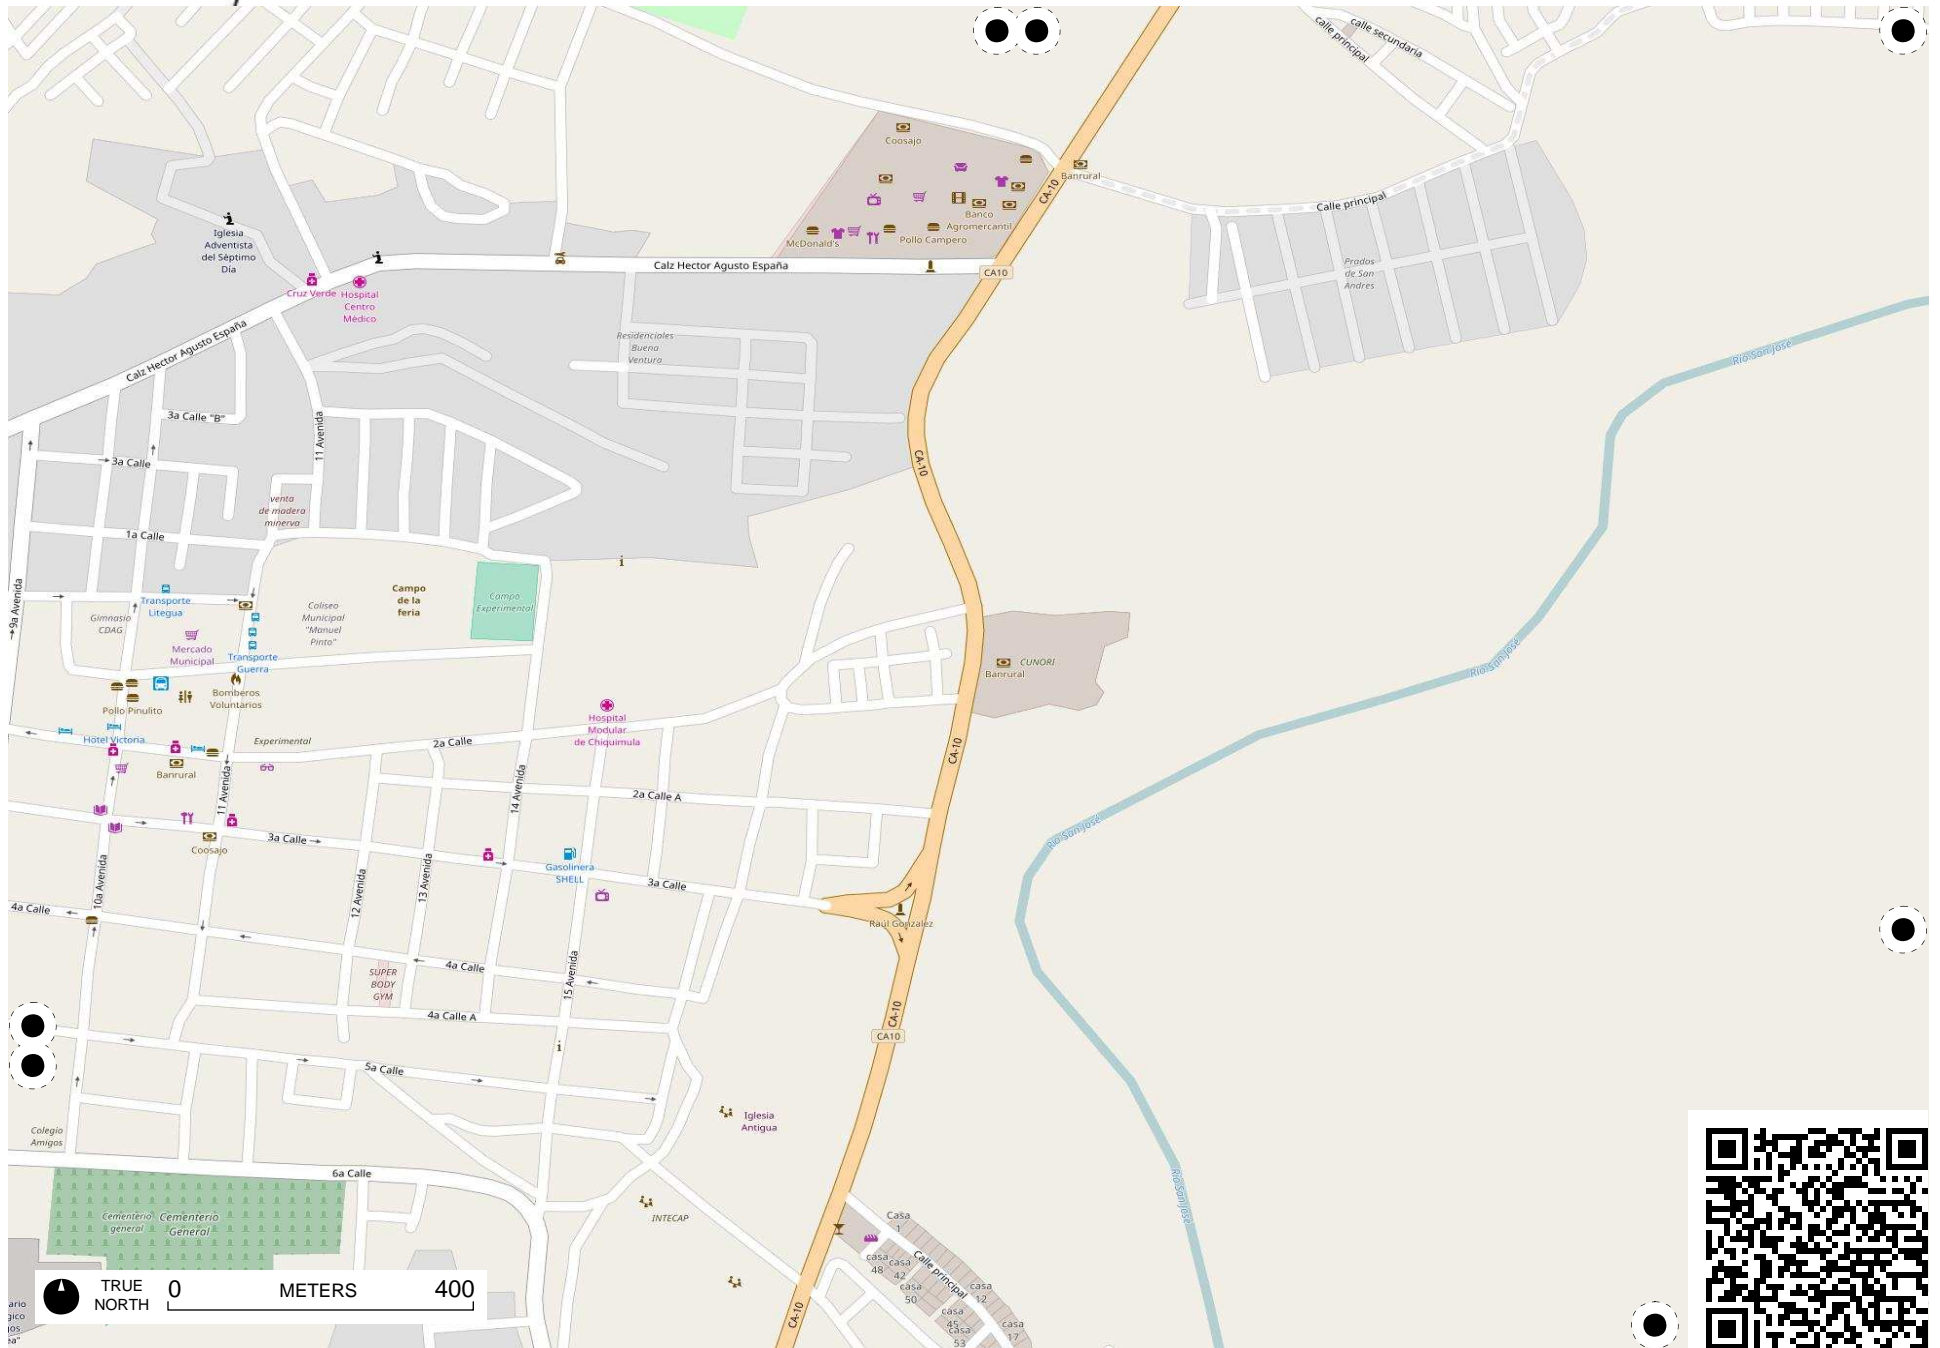 calle secundaria
calle principal
Coosajo
Banrural
CA-10
Calle principal
Banco
Agromercantil
McDonald's
Pollo Campero
Iglesia
Adventista
del Séptimo
Día
Calz Hector Agusto España
CA10
Prados
de San
Andres
Cruz Verde
Hospital
Centro
Médico
Calz Hector Agusto España
Residenciales
Buena
Ventura
Río San José
3a Calle "B"
11 Avenida
3a Calle
CA-10
venta
de madera
minerva
1a Calle
9a Avenida
Transporte
Litegua
Campo
de la
feria
Campo
Experimental
Gimnasio
CDAG
Coliseo
Municipal
"Manuel
Pinto"
Mercado
Municipal
Transporte
Guerra
CUNORI
Banrural
Río San José
Bomberos
Voluntarios
Pollo Pinulito
Hospital
Modular
de Chiquimula
Hotel Victoria
Experimental
2a Calle
CA-10
Banrural
11 Avenida
14 Avenida
2a Calle A
Río San José
3a Calle
Coosajo
Gasolinera
SHELL
3a Calle
10a Avenida
12 Avenida
13 Avenida
4a Calle
Raúl Gonzalez
4a Calle
SUPER
BODY
GYM
15 Avenida
4a Calle A
CA-10
CA10
5a Calle
Iglesia
Antigua
Colegio
Amigos
6a Calle
Río San José
Cementerio
general
Cementerio
General
INTECAP
Casa
1
casa
48
casa
42
Calle principal
casa
50
casa
12
casa
45
casa
53
casa
17
CA-10
TRUE
NORTH
0
METERS
400
ario
gico
jos
ea"